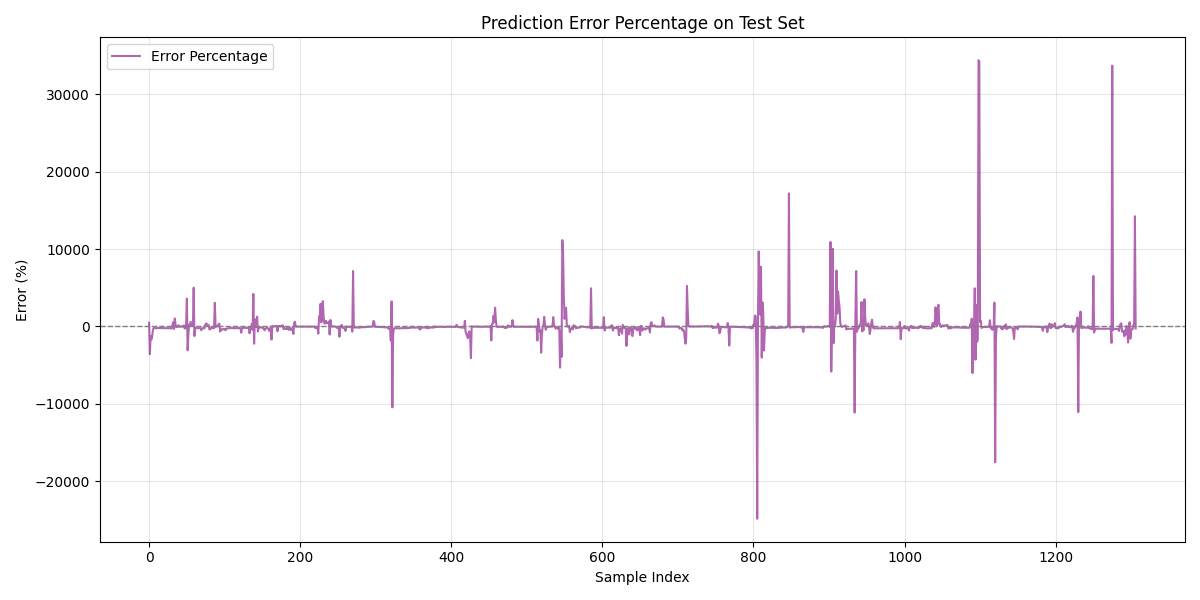 Prediction Error Percentage on Test Set
Error Percentage
30000
20000
10000
0
−10000
−20000
Error (%)
0 200 400 600 800 1000 1200
Sample Index